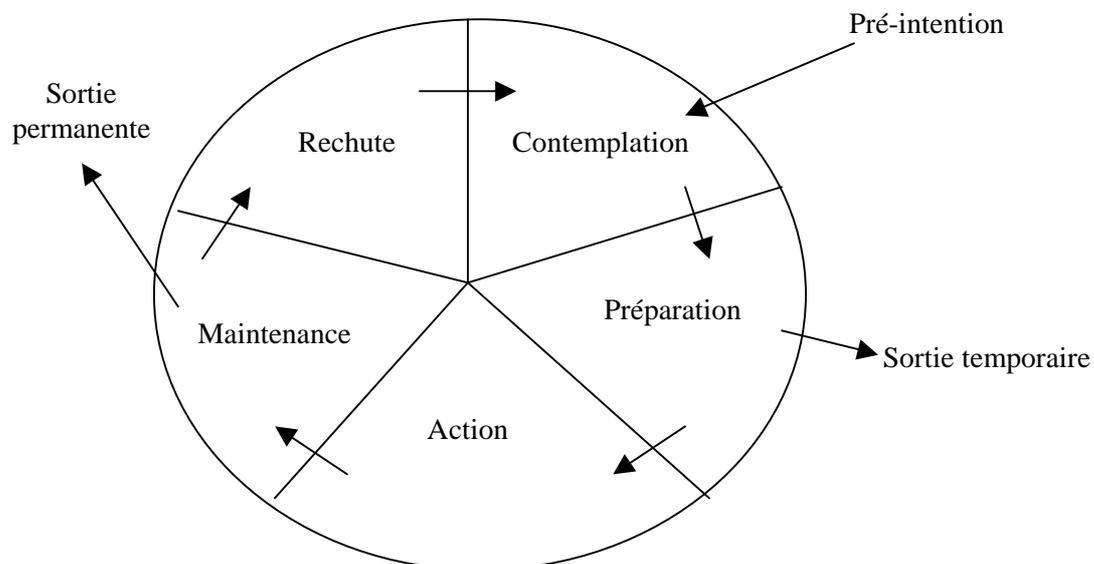 Pré-intention
Sortie
permanente
Rechute
Contemplation
Préparation
Maintenance
Sortie temporaire
Action